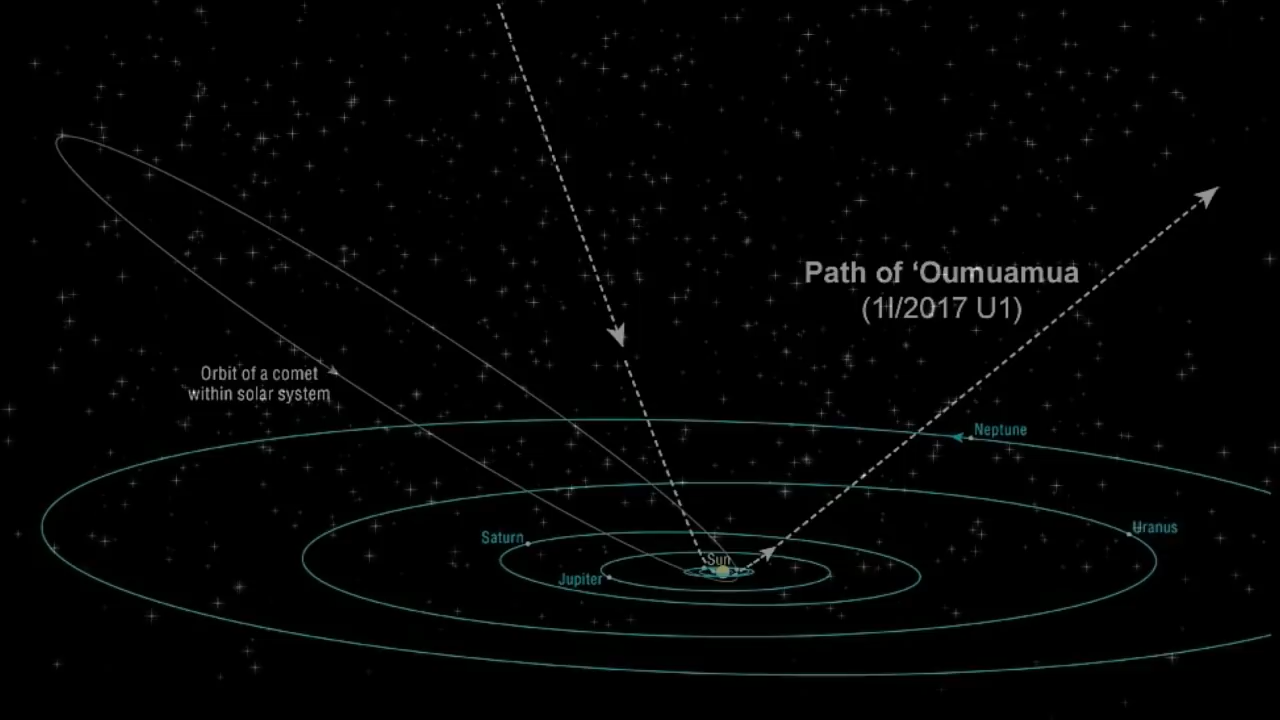 Path of ‘Oumuamua
(1I/2017 U1)
Orbit of a comet
within solar system
Neptune
Uranus
Saturn
Sun
Jupiter